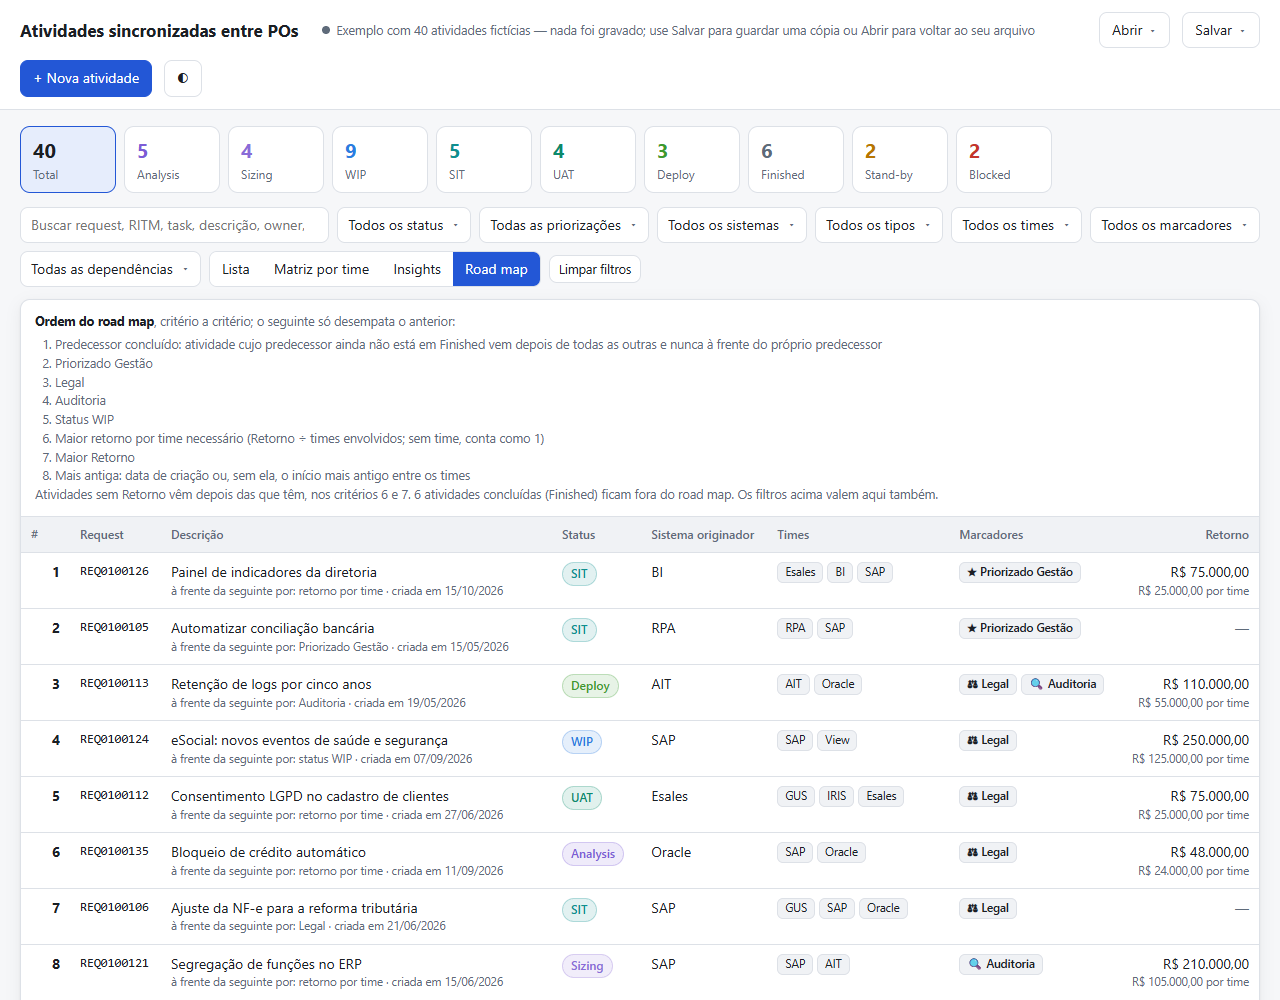 Atividades sincronizadas entre POs
Exemplo com 40 atividades fictícias — nada foi gravado; use Salvar para guardar uma cópia ou Abrir para voltar ao seu arquivo
Abrir
Salvar
+ Nova atividade
40
Total
5
Analysis
4
Sizing
9
WIP
5
SIT
4
UAT
3
Deploy
6
Finished
2
Stand-by
2
Blocked
Buscar request, RITM, task, descrição, owner,
Todos os status
Todas as priorizações
Todos os sistemas
Todos os tipos
Todos os times
Todos os marcadores
Todas as dependências
Lista
Matriz por time
Insights
Road map
Limpar filtros
Ordem do road map, critério a critério; o seguinte só desempata o anterior:
1. Predecessor concluído: atividade cujo predecessor ainda não está em Finished vem depois de todas as outras e nunca à frente do próprio predecessor
2. Priorizado Gestão
3. Legal
4. Auditoria
5. Status WIP
6. Maior retorno por time necessário (Retorno ÷ times envolvidos; sem time, conta como 1)
7. Maior Retorno
8. Mais antiga: data de criação ou, sem ela, o início mais antigo entre os times
Atividades sem Retorno vêm depois das que têm, nos critérios 6 e 7. 6 atividades concluídas (Finished) ficam fora do road map. Os filtros acima valem aqui também.
# Request Descrição Status Sistema originador Times Marcadores Retorno
1 REQ0100126 Painel de indicadores da diretoria SIT BI Esales BI SAP ★ Priorizado Gestão R$ 75.000,00
à frente da seguinte por: retorno por time · criada em 15/10/2026 R$ 25.000,00 por time
2 REQ0100105 Automatizar conciliação bancária SIT RPA RPA SAP ★ Priorizado Gestão —
à frente da seguinte por: Priorizado Gestão · criada em 15/05/2026
3 REQ0100113 Retenção de logs por cinco anos Deploy AIT AIT Oracle Legal Auditoria R$ 110.000,00
à frente da seguinte por: Auditoria · criada em 19/05/2026 R$ 55.000,00 por time
4 REQ0100124 eSocial: novos eventos de saúde e segurança WIP SAP SAP View Legal R$ 250.000,00
à frente da seguinte por: status WIP · criada em 07/09/2026 R$ 125.000,00 por time
5 REQ0100112 Consentimento LGPD no cadastro de clientes UAT Esales GUS IRIS Esales Legal R$ 75.000,00
à frente da seguinte por: retorno por time · criada em 27/06/2026 R$ 25.000,00 por time
6 REQ0100135 Bloqueio de crédito automático Analysis Oracle SAP Oracle Legal R$ 48.000,00
à frente da seguinte por: retorno por time · criada em 11/09/2026 R$ 24.000,00 por time
7 REQ0100106 Ajuste da NF-e para a reforma tributária SIT SAP GUS SAP Oracle Legal —
à frente da seguinte por: Legal · criada em 21/06/2026
8 REQ0100121 Segregação de funções no ERP Sizing SAP SAP AIT Auditoria R$ 210.000,00
à frente da seguinte por: retorno por time · criada em 15/06/2026 R$ 105.000,00 por time